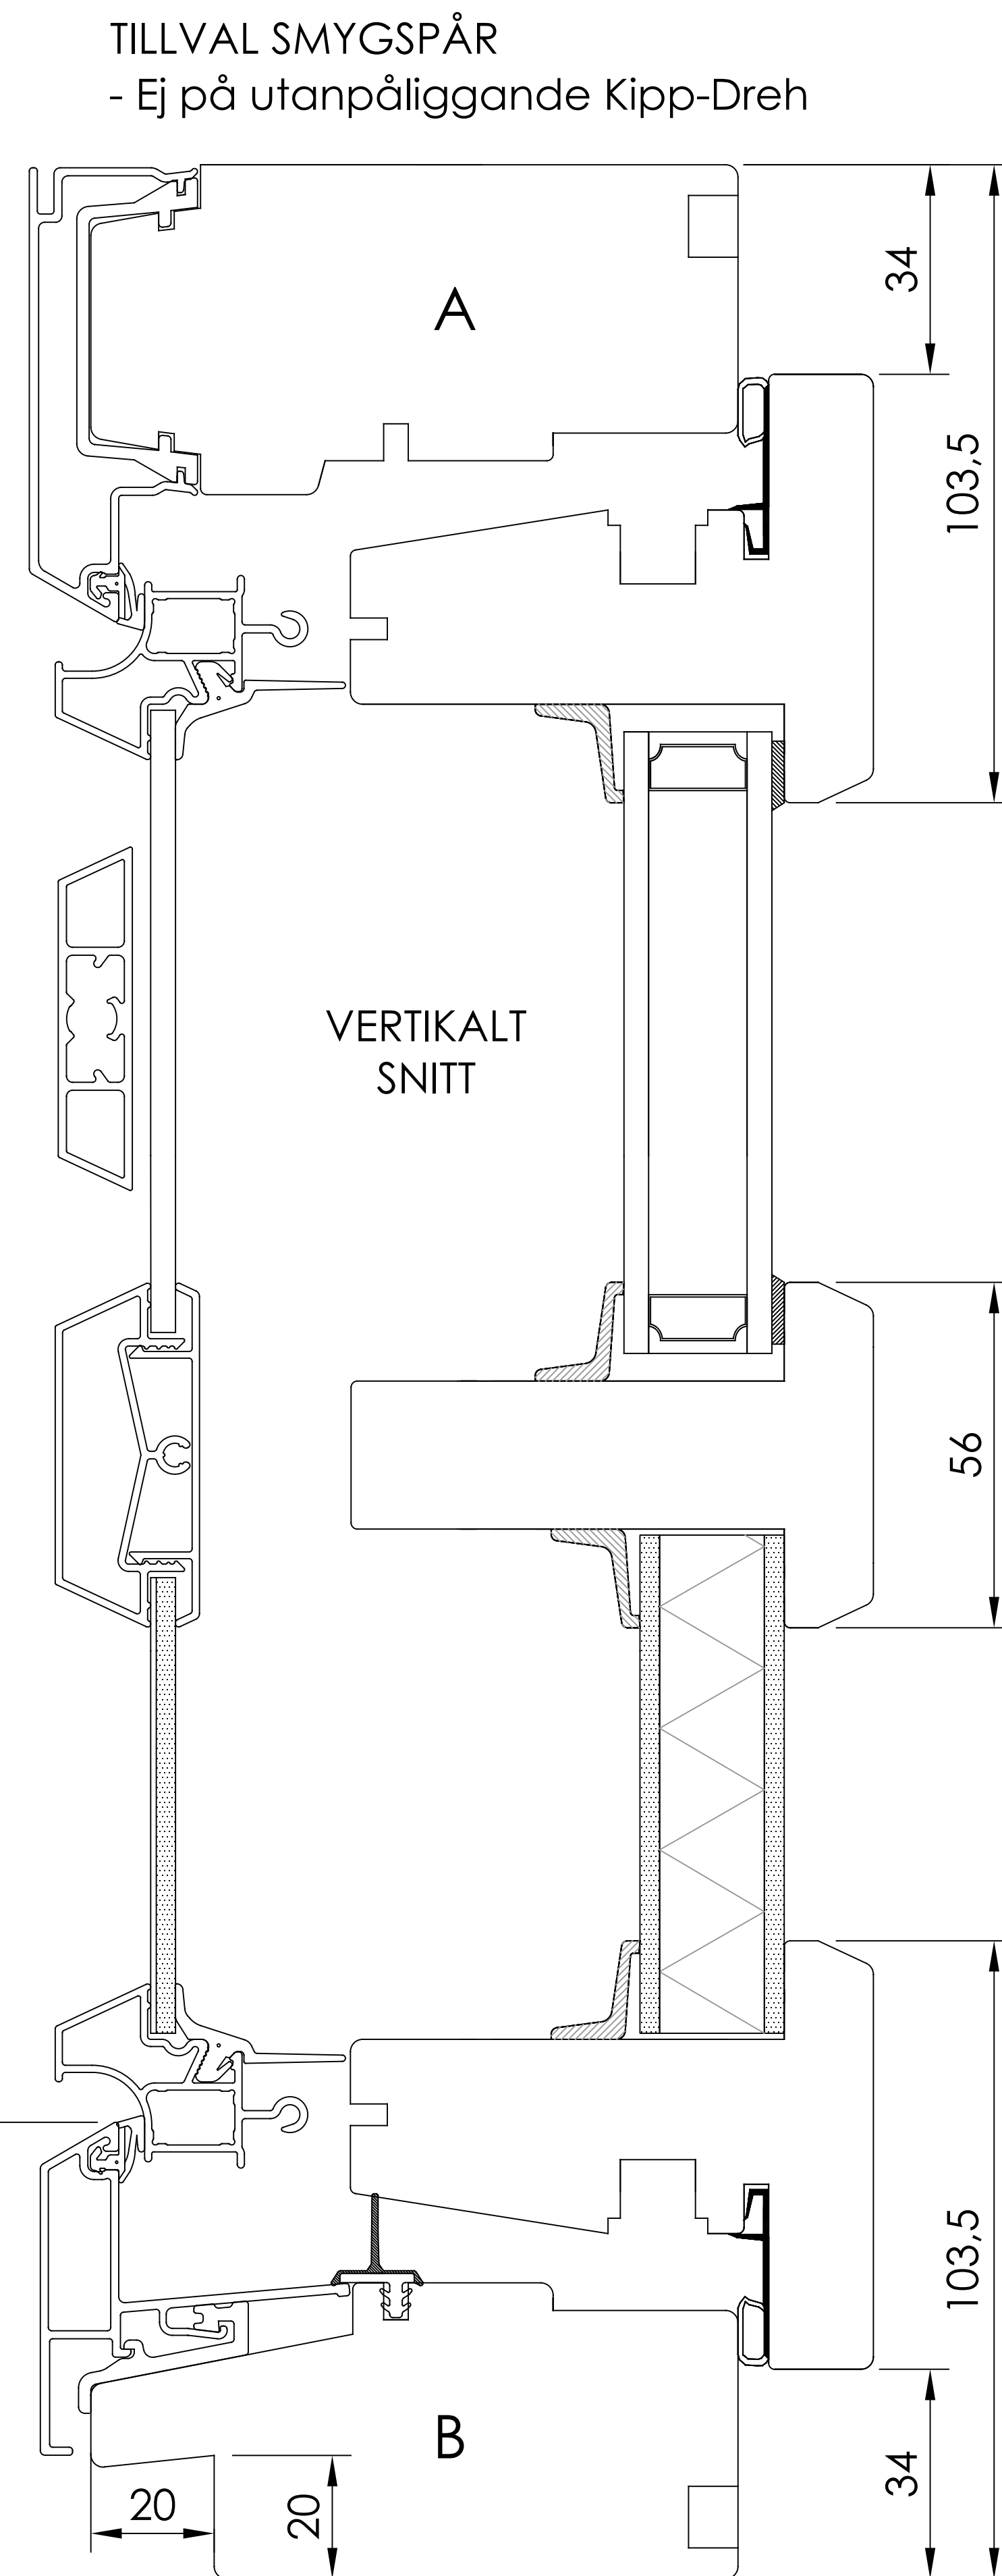 TILLVAL SMYGSPÅR
- Ej på utanpåliggande Kipp-Dreh
A
34
103,5
VERTIKALT
SNITT
56
103,5
B
34
20
20